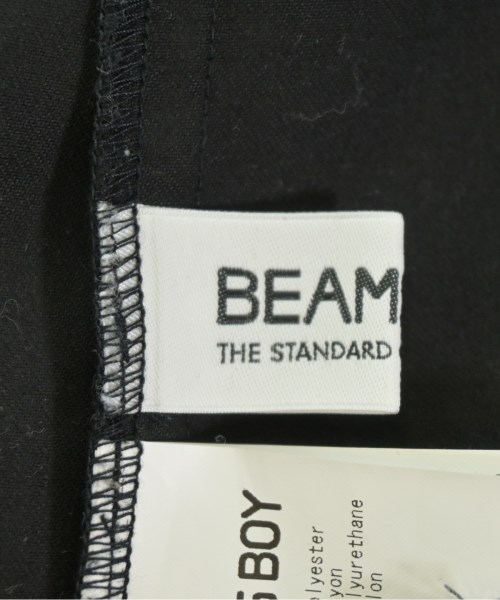 BEAM
THE STANDARD
BOY
lyester
yon
lyurethane
lon